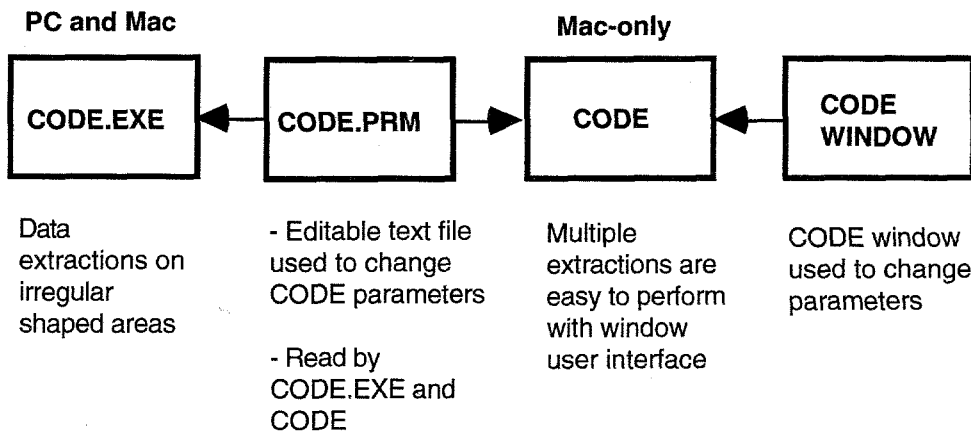 PC and Mac
Mac-only
CODE.EXE
CODE.PRM
CODE
CODE
WINDOW
Data
extractions on
irregular
shaped areas
- Editable text file
used to change
CODE parameters
- Read by
CODE.EXE and
CODE
Multiple
extractions are
easy to perform
with window
user interface
CODE window
used to change
parameters